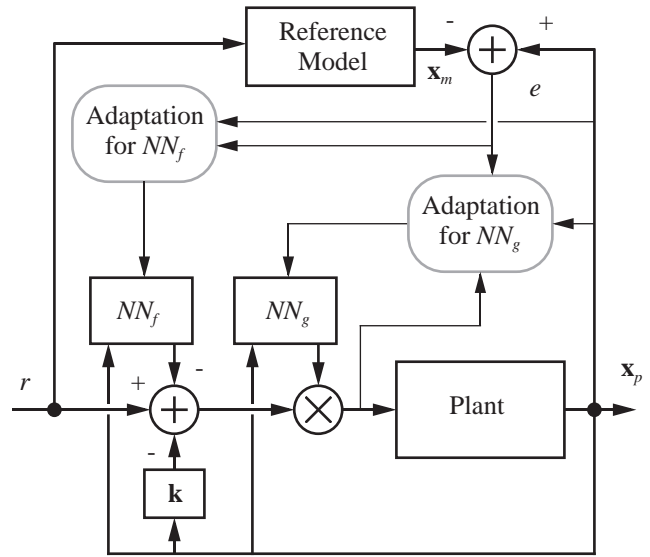 Reference
Model
-
+
x_m
e
Adaptation
for NN_f
Adaptation
for NN_g
NN_f
NN_g
r
+
-
+
+
×
Plant
x_p
-
k